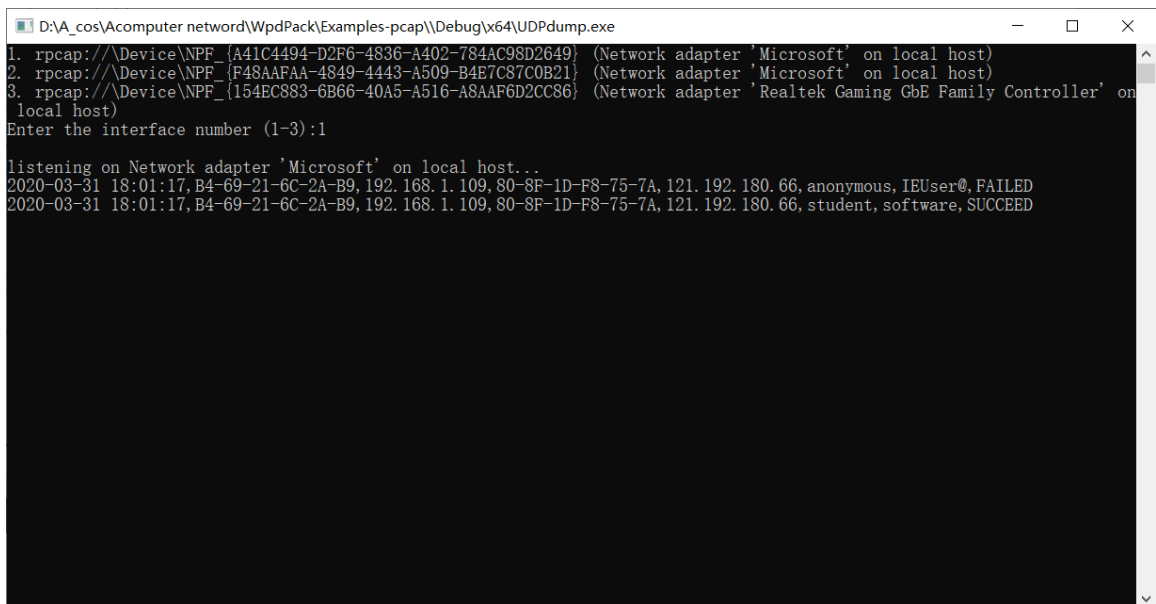 D:\A_cos\Acomputer netword\WpdPack\Examples-pcap\\Debug\x64\UDPdump.exe
1. rpcap://\Device\NPF_{A41C4494-D2F6-4836-A402-784AC98D2649} (Network adapter 'Microsoft' on local host)
2. rpcap://\Device\NPF_{F48AAFAA-4849-4443-A509-B4E7C87C0B21} (Network adapter 'Microsoft' on local host)
3. rpcap://\Device\NPF_{154EC883-6B66-40A5-A516-A8AAF6D2CC86} (Network adapter 'Realtek Gaming GbE Family Controller' on
local host)
Enter the interface number (1-3):1
listening on Network adapter 'Microsoft' on local host...
2020-03-31 18:01:17,B4-69-21-6C-2A-B9,192.168.1.109,80-8F-1D-F8-75-7A,121.192.180.66,anonymous,IEUser@,FAILED
2020-03-31 18:01:17,B4-69-21-6C-2A-B9,192.168.1.109,80-8F-1D-F8-75-7A,121.192.180.66,student,software,SUCCEED